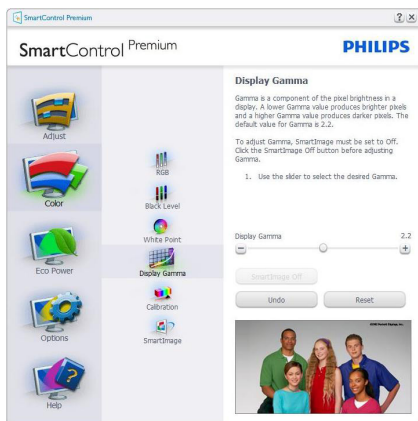 SmartControl Premium
SmartControl Premium
PHILIPS
Adjust
Color
Eco Power
Options
Help
RGB
Black Level
White Point
Display Gamma
Calibration
SmartImage
Display Gamma
Gamma is a component of the pixel brightness in a
display. A lower Gamma value produces brighter pixels
and a higher Gamma value produces darker pixels. The
default value for Gamma is 2.2.
To adjust Gamma, SmartImage must be set to Off.
Click the SmartImage Off button before adjusting
Gamma.
1. Use the slider to select the desired Gamma.
Display Gamma 2.2
SmartImage Off
Undo Reset